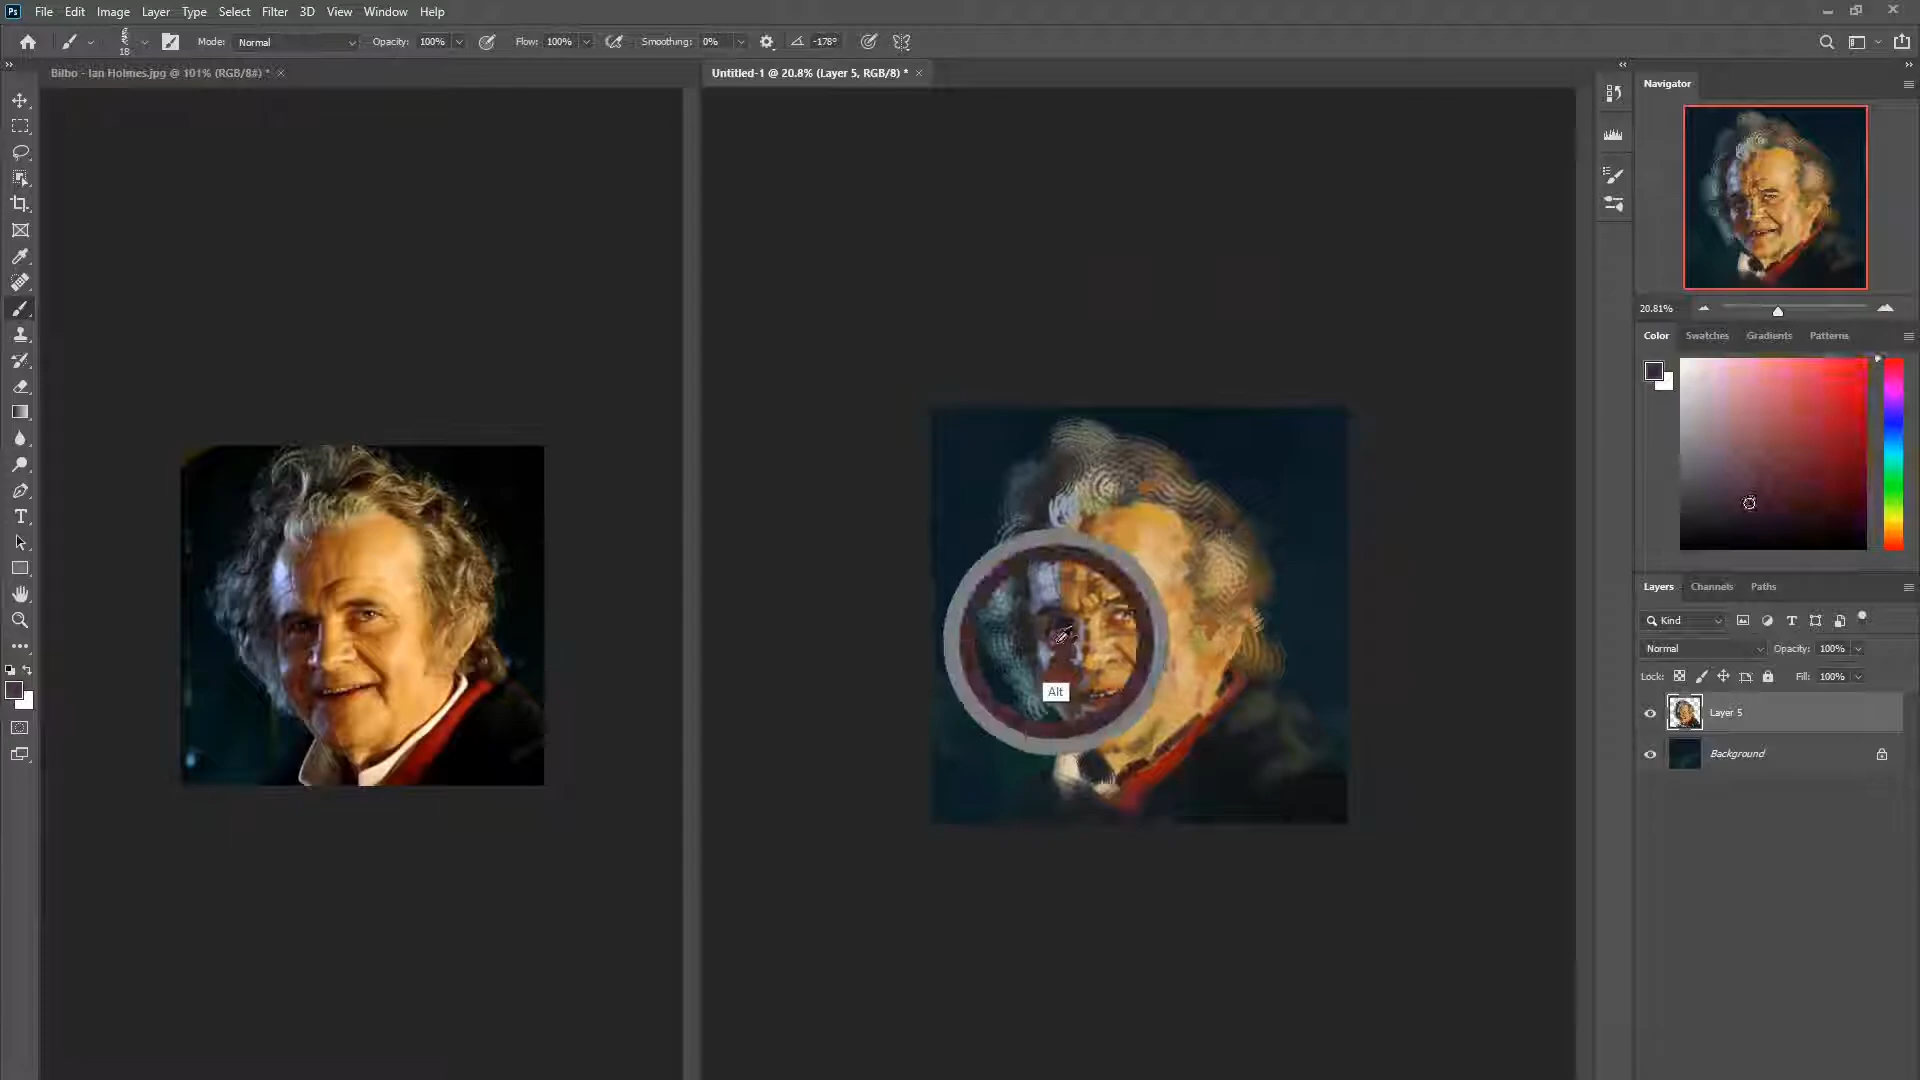 Ps File Edit Image Layer Type Select Filter 3D View Window Help
18 Mode: Normal Opacity: 100% Flow: 100% Smoothing: 0% -178°
Bilbo - Ian Holmes.jpg @ 101% (RGB/8#) * Untitled-1 @ 20.8% (Layer 5, RGB/8) *
Navigator
20.81%
Color Swatches Gradients Patterns
Layers Channels Paths
Kind
Normal Opacity: 100%
Lock: Fill: 100%
Layer 5
Background
Alt